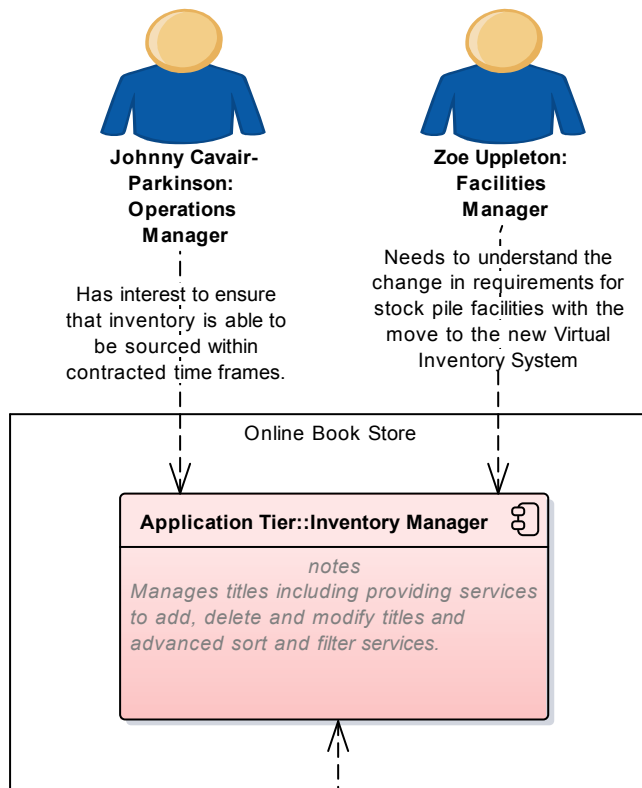 Johnny Cavair-
Parkinson:
Operations
Manager
Zoe Uppleton:
Facilities
Manager
Has interest to ensure
that inventory is able to
be sourced within
contracted time frames.
Needs to understand the
change in requirements for
stock pile facilities with the
move to the new Virtual
Inventory System
Online Book Store
Application Tier::Inventory Manager
notes
Manages titles including providing services
to add, delete and modify titles and
advanced sort and filter services.